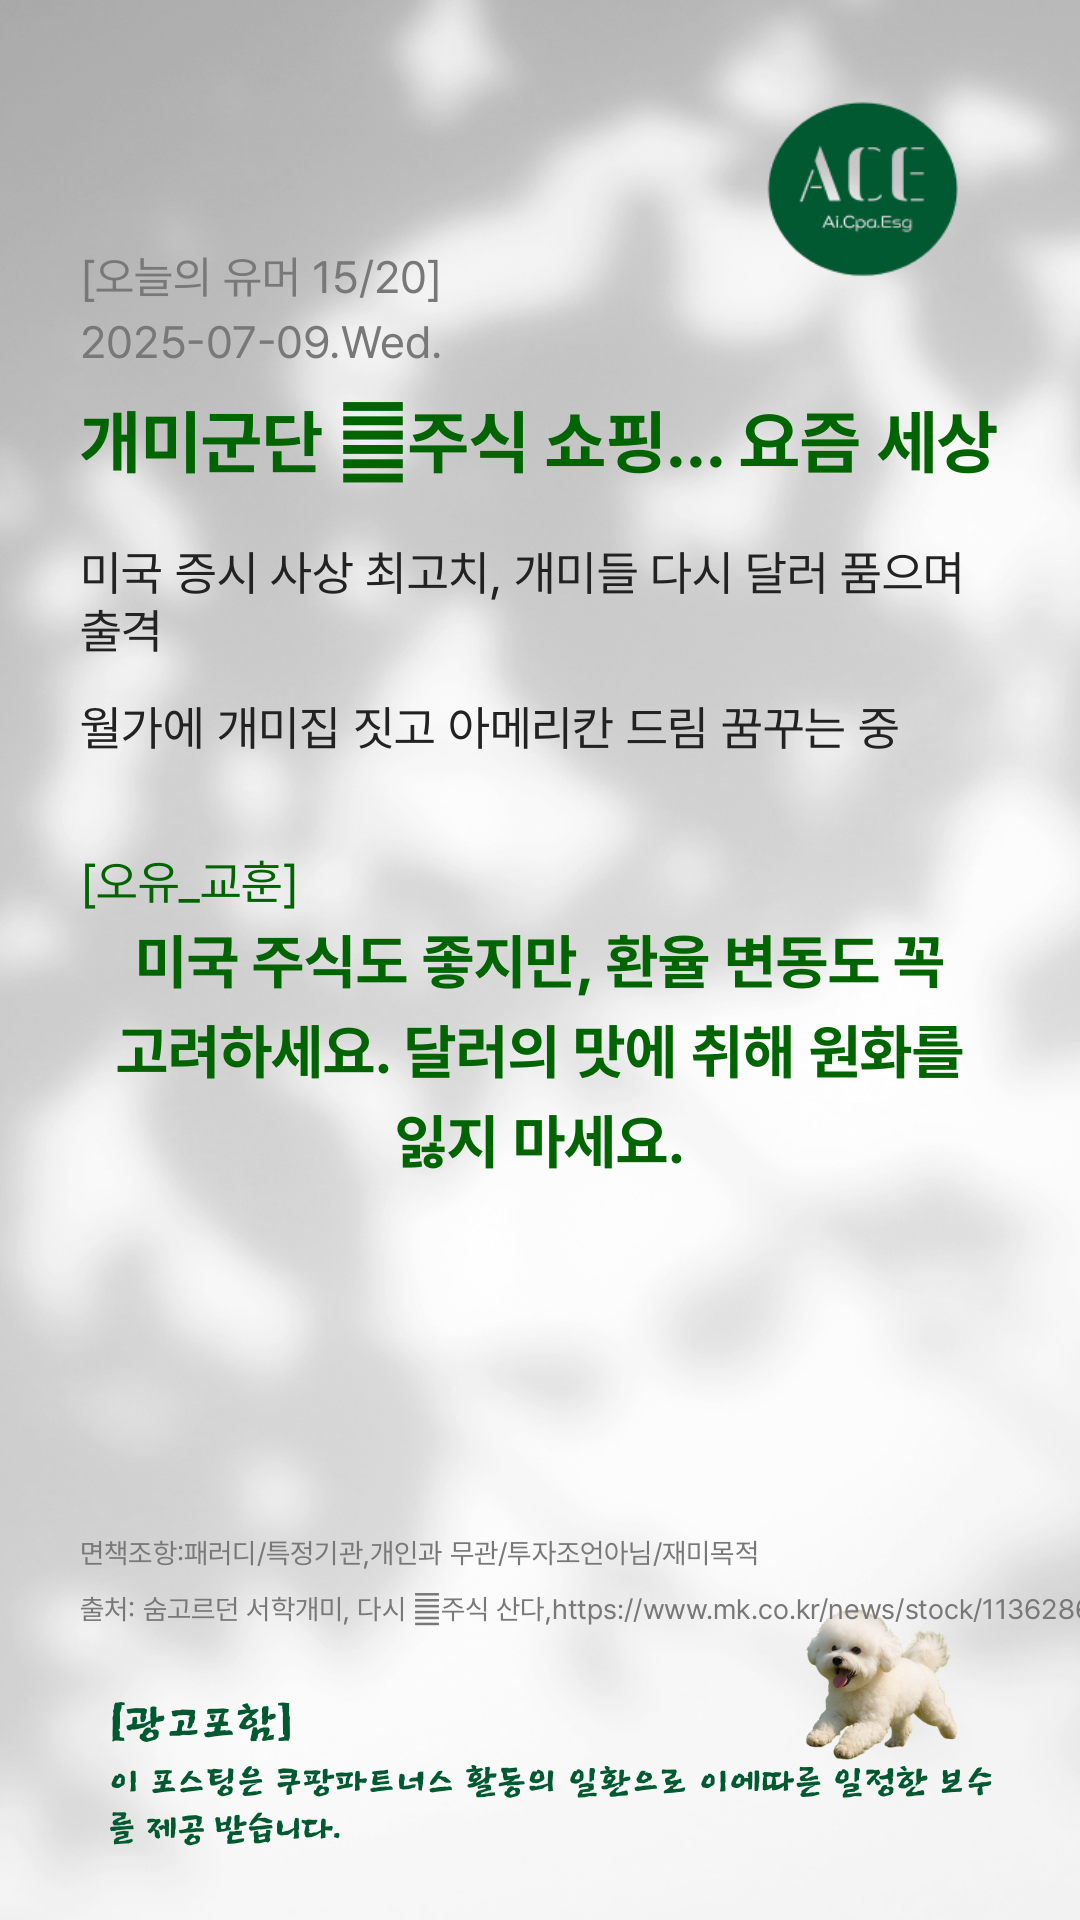 ACE
Ai.Cpa.Esg
[오늘의 유머 15/20]
2025-07-09.Wed.
개미군단 주식 쇼핑... 요즘 세상
미국 증시 사상 최고치, 개미들 다시 달러 품으며
출격
월가에 개미집 짓고 아메리칸 드림 꿈꾸는 중
[오유_교훈]
미국 주식도 좋지만, 환율 변동도 꼭
고려하세요. 달러의 맛에 취해 원화를
잃지 마세요.
면책조항:패러디/특정기관,개인과 무관/투자조언아님/재미목적
출처: 숨고르던 서학개미, 다시 주식 산다,https://www.mk.co.kr/news/stock/1136286
[광고포함]
이 포스팅은 쿠팡파트너스 활동의 일환으로 이에따른 일정한 보수
를 제공 받습니다.